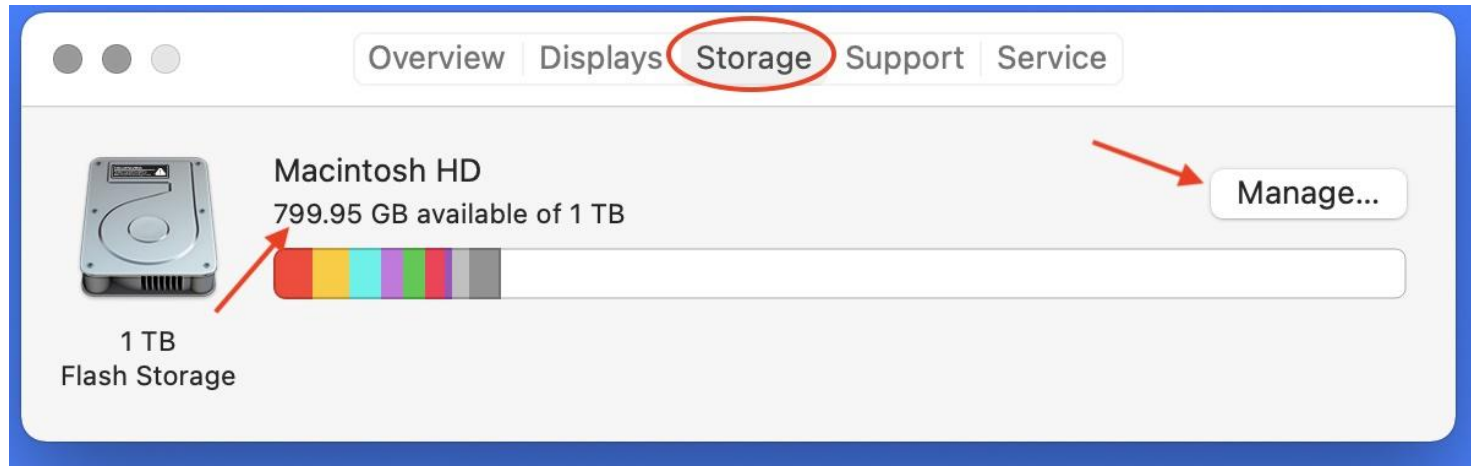 Overview Displays Storage Support Service
Macintosh HD
799.95 GB available of 1 TB
Manage...
1 TB
Flash Storage